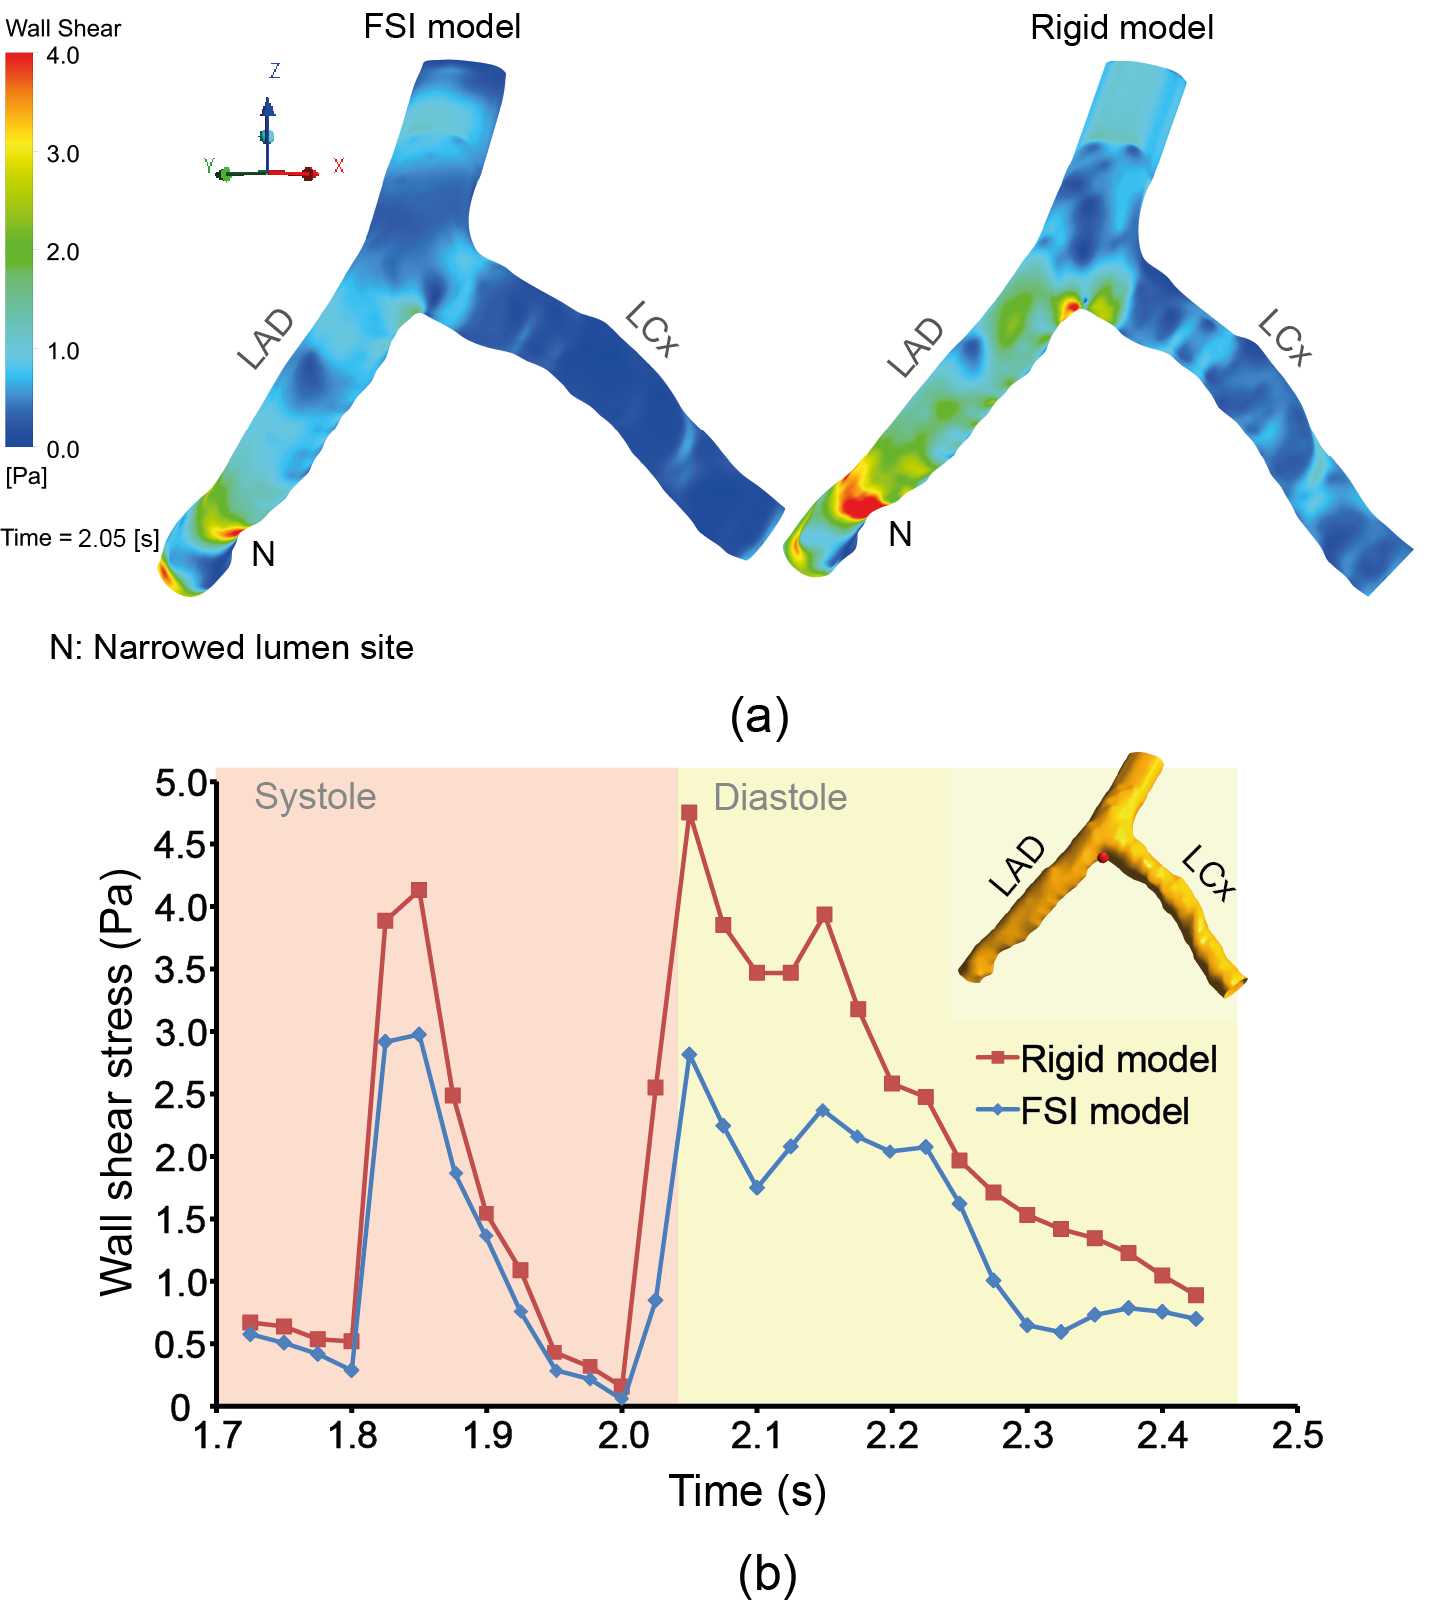 Wall Shear
FSI model
Rigid model
4.0
3.0
2.0
1.0
0.0
[Pa]
Z
Y
X
LAD
LCx
LAD
LCx
Time = 2.05 [s]
N
N
N: Narrowed lumen site
(a)
Systole
Diastole
LAD
LCx
Rigid model
FSI model
Wall shear stress (Pa)
5.0
4.5
4.0
3.5
3.0
2.5
2.0
1.5
1.0
0.5
0
1.7 1.8 1.9 2.0 2.1 2.2 2.3 2.4 2.5
Time (s)
(b)